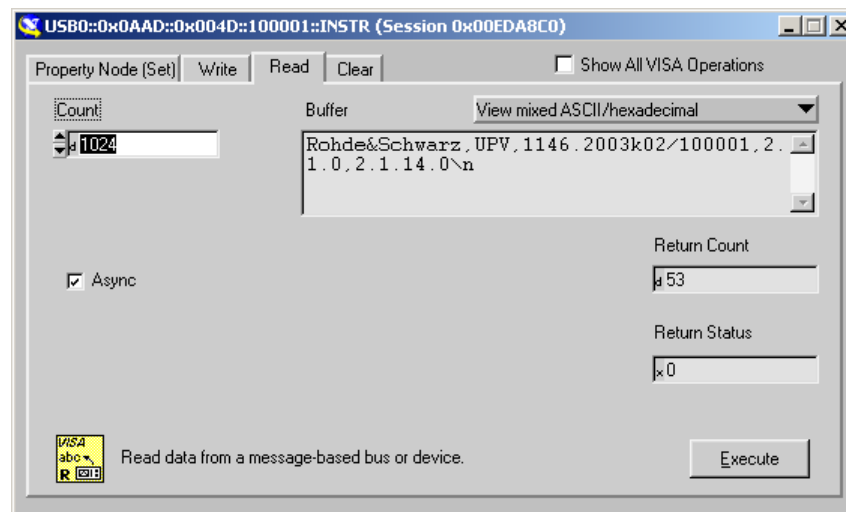 USB0::0x0AAD::0x004D::100001::INSTR (Session 0x00EDA8C0)
Property Node (Set) Write Read Clear Show All VISA Operations
Count Buffer View mixed ASCII/hexadecimal
d 1024 Rohde&Schwarz,UPV,1146.2003k02/100001,2.
1.0,2.1.14.0\n
Return Count
Async d 53
Return Status
x 0
VISA
abc
R
Read data from a message-based bus or device. Execute